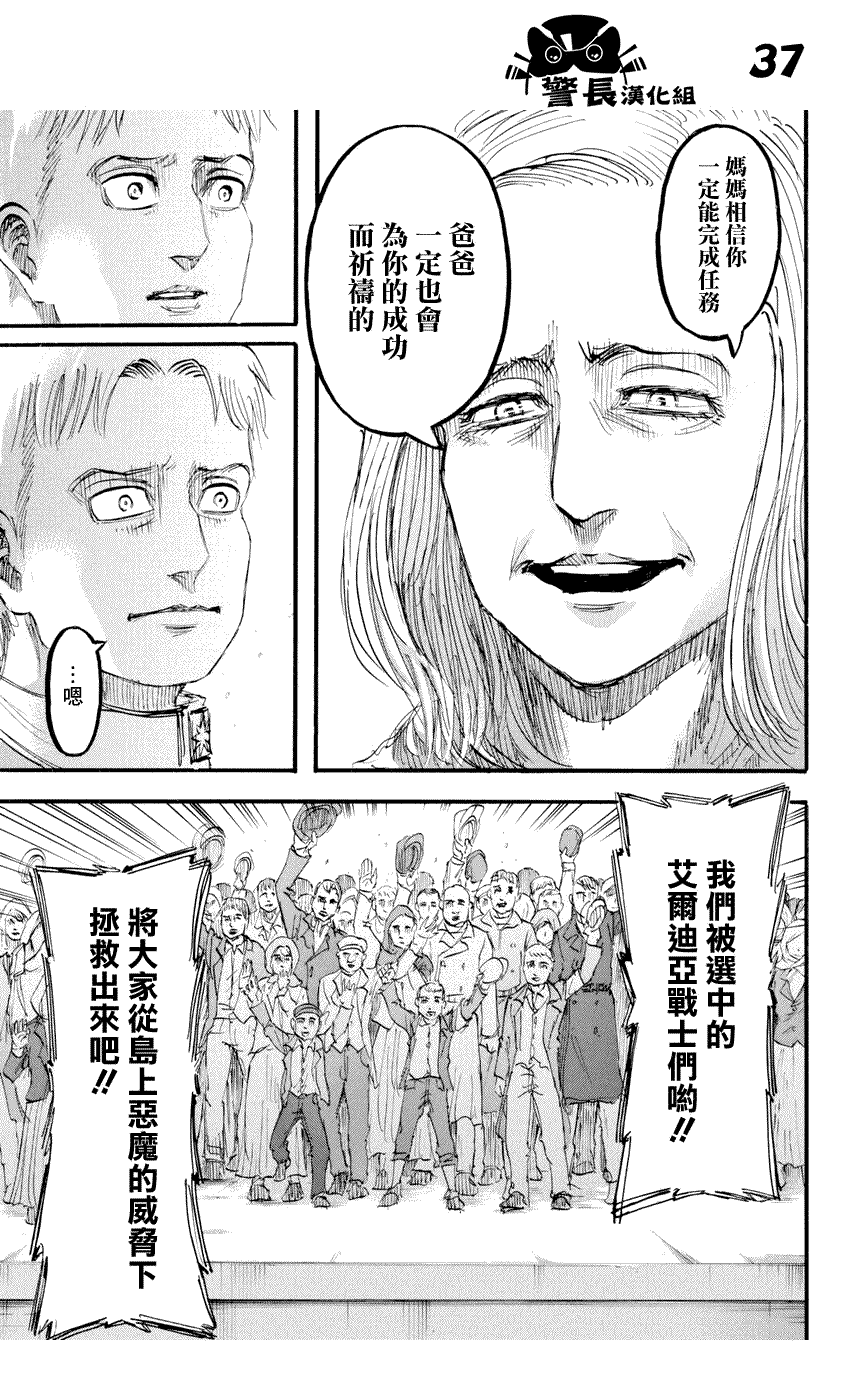 警長漢化組
37
媽媽相信你
一定能完成任務
爸爸
一定也會
為你的成功
而祈禱的
…嗯
我們被選中的
艾爾迪亞戰士們喲!!
將大家從島上惡魔的威脅下
拯救出來吧!!